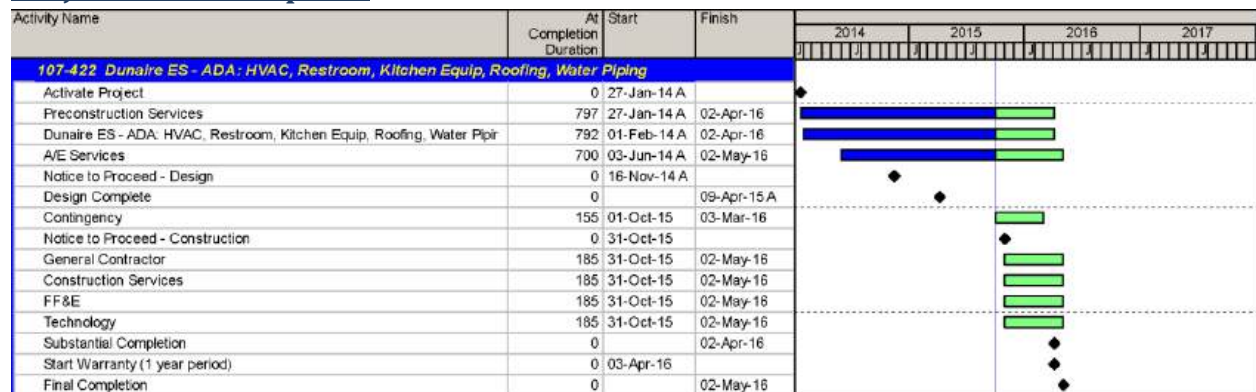 Activity Name At Completion Duration Start Finish
2014 2015 2016 2017
J J J J J J J J
107-422 Dunaire ES - ADA: HVAC, Restroom, Kitchen Equip, Roofing, Water Piping
Activate Project 0 27-Jan-14 A
Preconstruction Services 797 27-Jan-14 A 02-Apr-16
Dunaire ES - ADA: HVAC, Restroom, Kitchen Equip, Roofing, Water Pipir 792 01-Feb-14 A 02-Apr-16
A/E Services 700 03-Jun-14 A 02-May-16
Notice to Proceed - Design 0 16-Nov-14 A
Design Complete 0 09-Apr-15 A
Contingency 155 01-Oct-15 03-Mar-16
Notice to Proceed - Construction 0 31-Oct-15
General Contractor 185 31-Oct-15 02-May-16
Construction Services 185 31-Oct-15 02-May-16
FF&E 185 31-Oct-15 02-May-16
Technology 185 31-Oct-15 02-May-16
Substantial Completion 0 02-Apr-16
Start Warranty (1 year period) 0 03-Apr-16
Final Completion 0 02-May-16